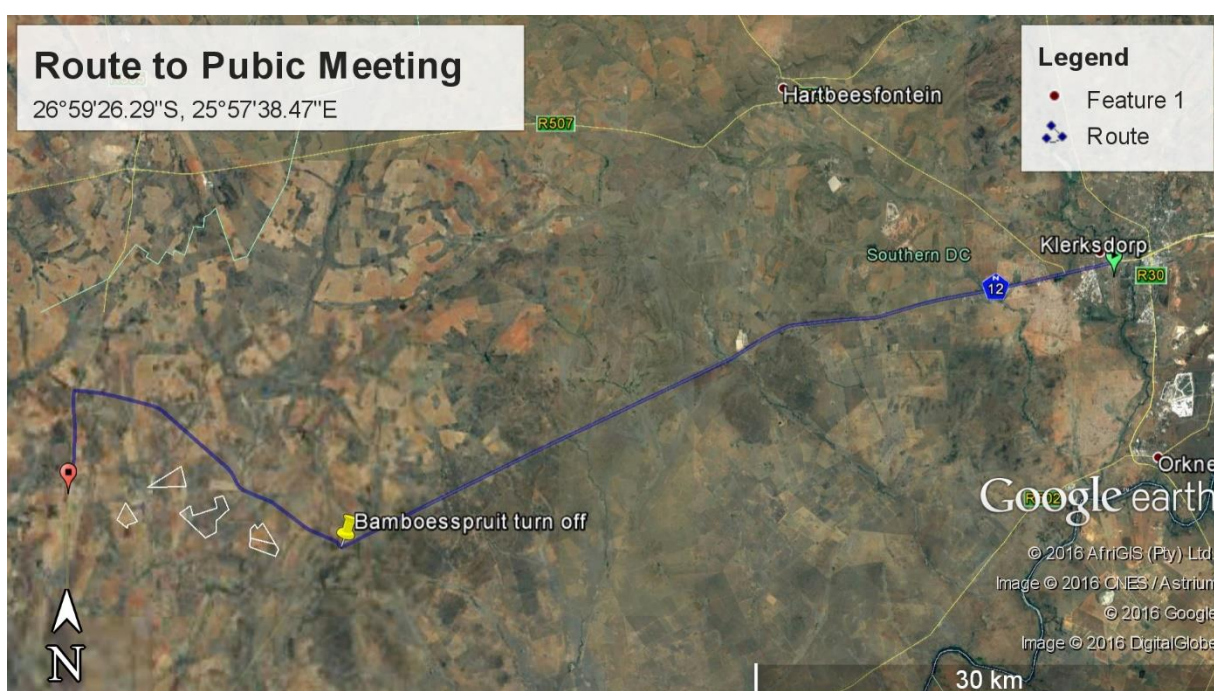 Route to Pubic Meeting
26°59'26.29"S, 25°57'38.47"E
Legend
Feature 1
Route
Hartbeesfontein
R507
Southern DC
Klerksdorp
N
12
R30
Orkne
Bamboesspruit turn off
Google earth
© 2016 AfriGIS (Pty) Ltd.
Image © 2016 CNES / Astrium
© 2016 Google
Image © 2016 DigitalGlobe
N
30 km